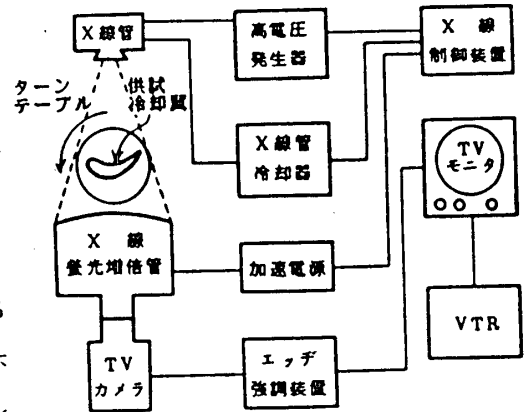 X線管
高電圧
発生器
X 線
制御装置
ターン
テーブル
供試
冷却翼
X線管
冷却器
TV
モニタ
X 線
螢光増倍管
加速電源
VTR
TV
カメラ
エッヂ
強調装置